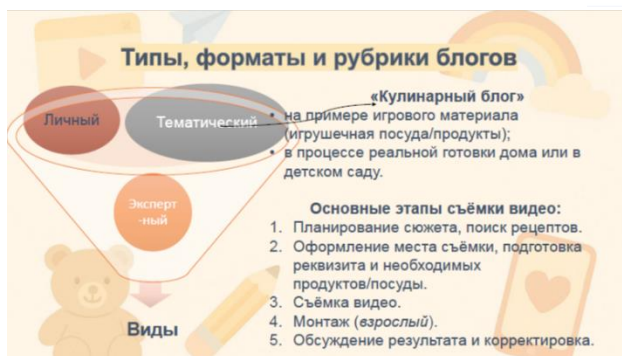 Типы, форматы и рубрики блогов
Личный
Тематический
Эксперт
-ный
Виды
«Кулинарный блог»
• на примере игрового материала
(игрушечная посуда/продукты);
• в процессе реальной готовки дома или в
детском саду.
Основные этапы съёмки видео:
1. Планирование сюжета, поиск рецептов.
2. Оформление места съёмки, подготовка
реквизита и необходимых
продуктов/посуды.
3. Съёмка видео.
4. Монтаж (взрослый).
5. Обсуждение результата и корректировка.